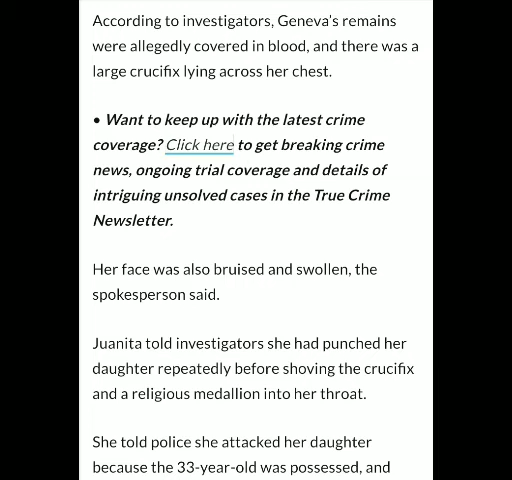 According to investigators, Geneva's remains
were allegedly covered in blood, and there was a
large crucifix lying across her chest.
• Want to keep up with the latest crime
coverage? Click here to get breaking crime
news, ongoing trial coverage and details of
intriguing unsolved cases in the True Crime
Newsletter.
Her face was also bruised and swollen, the
spokesperson said.
Juanita told investigators she had punched her
daughter repeatedly before shoving the crucifix
and a religious medallion into her throat.
She told police she attacked her daughter
because the 33-year-old was possessed, and